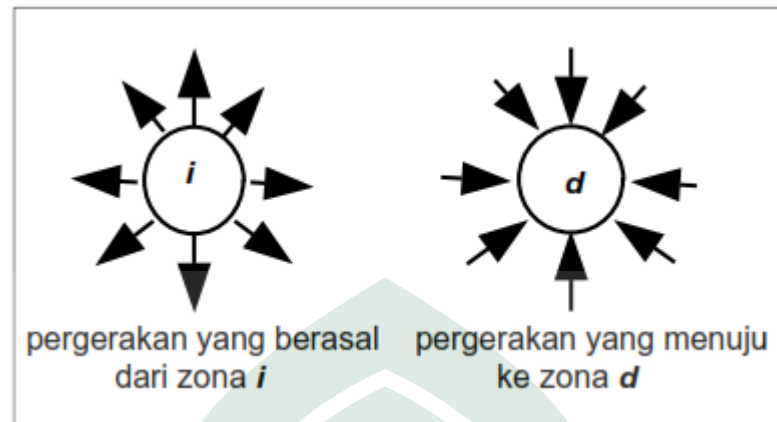 i
d
pergerakan yang berasal
dari zona i
pergerakan yang menuju
ke zona d